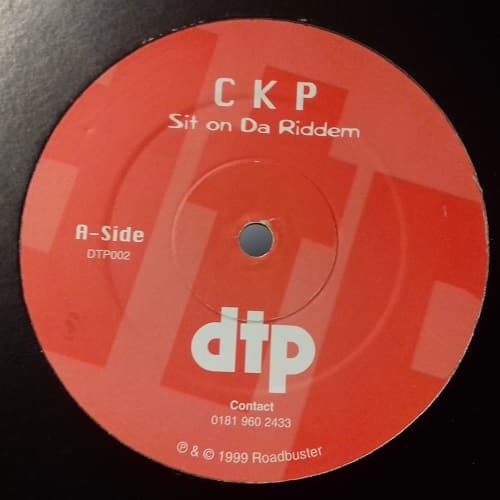 C K P
Sit on Da Riddem
A-Side
DTP002
dtp
Contact
0181 960 2433
℗ & © 1999 Roadbuster